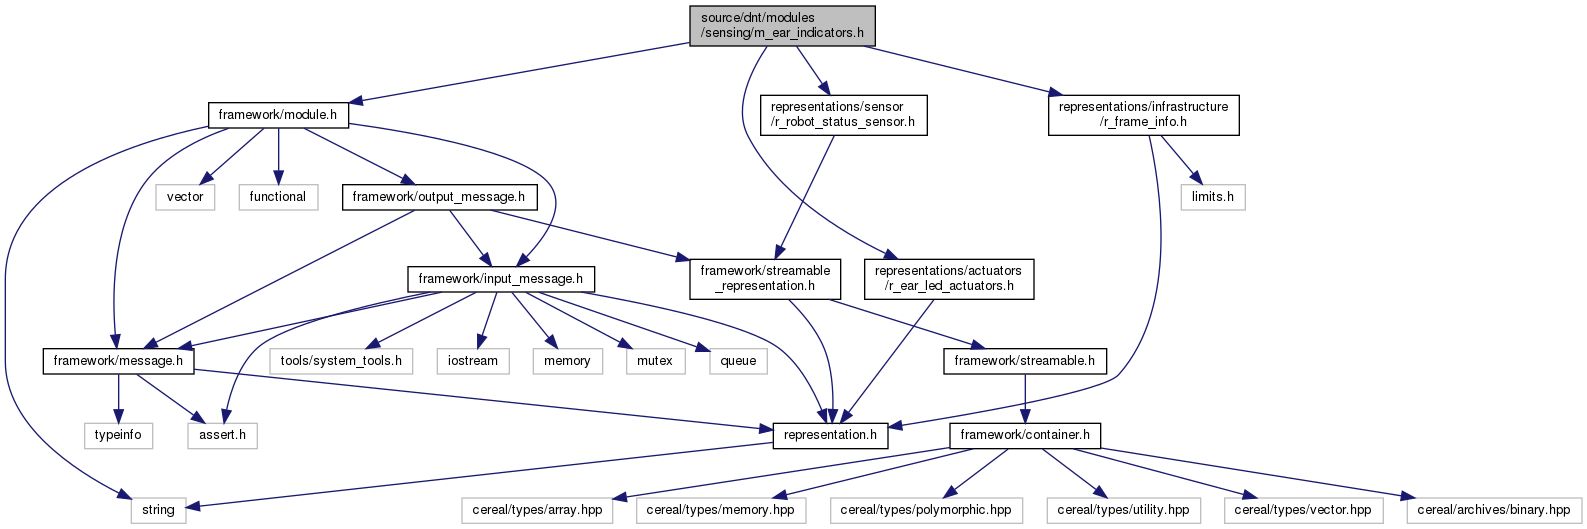 source/dnt/modules
/sensing/m_ear_indicators.h
framework/module.h
representations/sensor
/r_robot_status_sensor.h
representations/infrastructure
/r_frame_info.h
vector
functional
framework/output_message.h
limits.h
framework/input_message.h
framework/streamable
_representation.h
representations/actuators
/r_ear_led_actuators.h
framework/message.h
tools/system_tools.h
iostream
memory
mutex
queue
framework/streamable.h
typeinfo
assert.h
representation.h
framework/container.h
string
cereal/types/array.hpp
cereal/types/memory.hpp
cereal/types/polymorphic.hpp
cereal/types/utility.hpp
cereal/types/vector.hpp
cereal/archives/binary.hpp